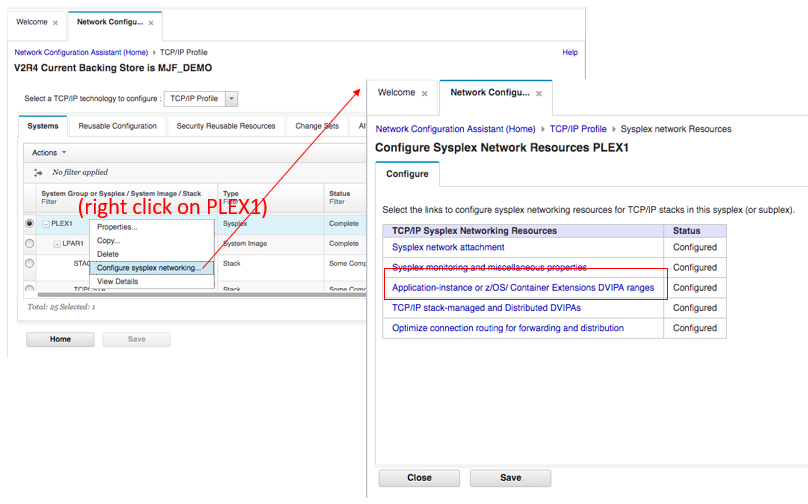 Welcome × Network Configu... ×
Network Configuration Assistant (Home) ▸ TCP/IP Profile Help
V2R4 Current Backing Store is MJF_DEMO
Select a TCP/IP technology to configure : TCP/IP Profile
Systems Reusable Configuration Security Reusable Resources Change Sets
Actions
No filter applied
System Group or Sysplex / System Image / Stack Type Status
Filter Filter Filter
(right click on PLEX1)
PLEX1 Sysplex Complete
LPAR1 System Image Complete
Stack Some Comp
Stack Some Comp
Properties...
Copy...
Delete
Configure sysplex networking...
View Details
Total: 25 Selected: 1
Home Save
Welcome × Network Configu... ×
Network Configuration Assistant (Home) ▸ TCP/IP Profile ▸ Sysplex network Resources
Configure Sysplex Network Resources PLEX1
Configure
Select the links to configure sysplex networking resources for TCP/IP stacks in this sysplex (or subplex).
TCP/IP Sysplex Networking Resources Status
Sysplex network attachment Configured
Sysplex monitoring and miscellaneous properties Configured
Application-instance or z/OS/ Container Extensions DVIPA ranges Configured
TCP/IP stack-managed and Distributed DVIPAs Configured
Optimize connection routing for forwarding and distribution Configured
Close Save